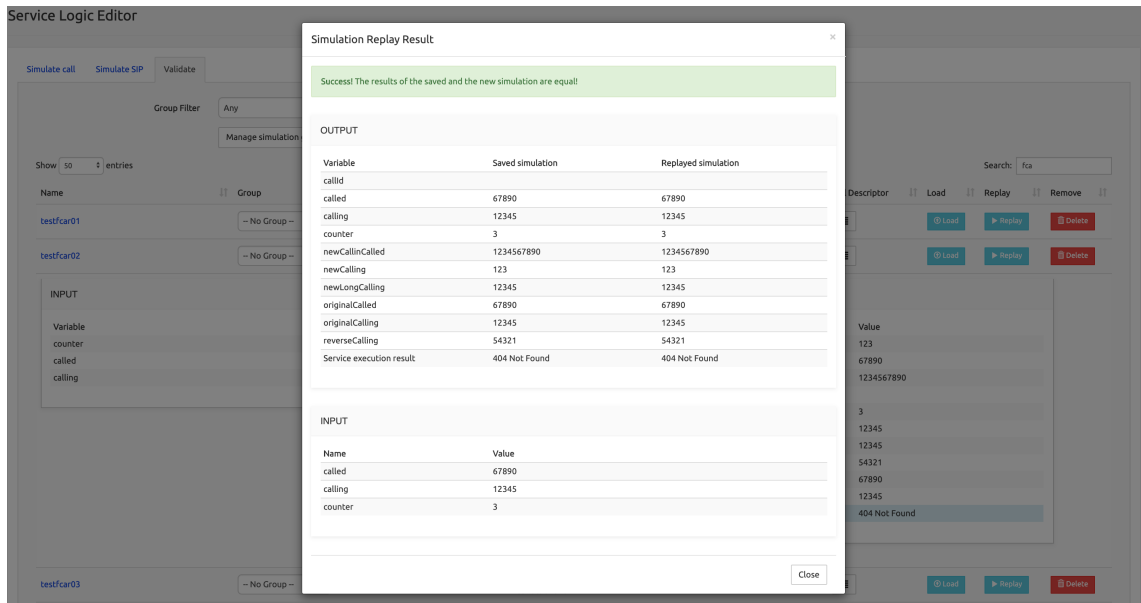 Service Logic Editor
Simulation Replay Result ×
Simulate call Simulate SIP Validate
Success! The results of the saved and the new simulation are equal!
Group Filter Any
Manage simulation
OUTPUT
Show 50 entries
Search: fca
Variable Saved simulation Replayed simulation
callId
called 67890 67890
calling 12345 12345
counter 3 3
newCallinCalled 1234567890 1234567890
newCalling 123 123
newLongCalling 12345 12345
originalCalled 67890 67890
originalCalling 12345 12345
reverseCalling 54321 54321
Service execution result 404 Not Found 404 Not Found
INPUT
Name Value
called 67890
calling 12345
counter 3
Close
Name Group Descriptor Load Replay Remove
testfcar01 -- No Group -- Load Replay Delete
testfcar02 -- No Group -- Load Replay Delete
INPUT
Variable
counter
called
calling
Value
123
67890
1234567890
3
12345
12345
54321
67890
12345
404 Not Found
testfcar03 -- No Group -- Load Replay Delete